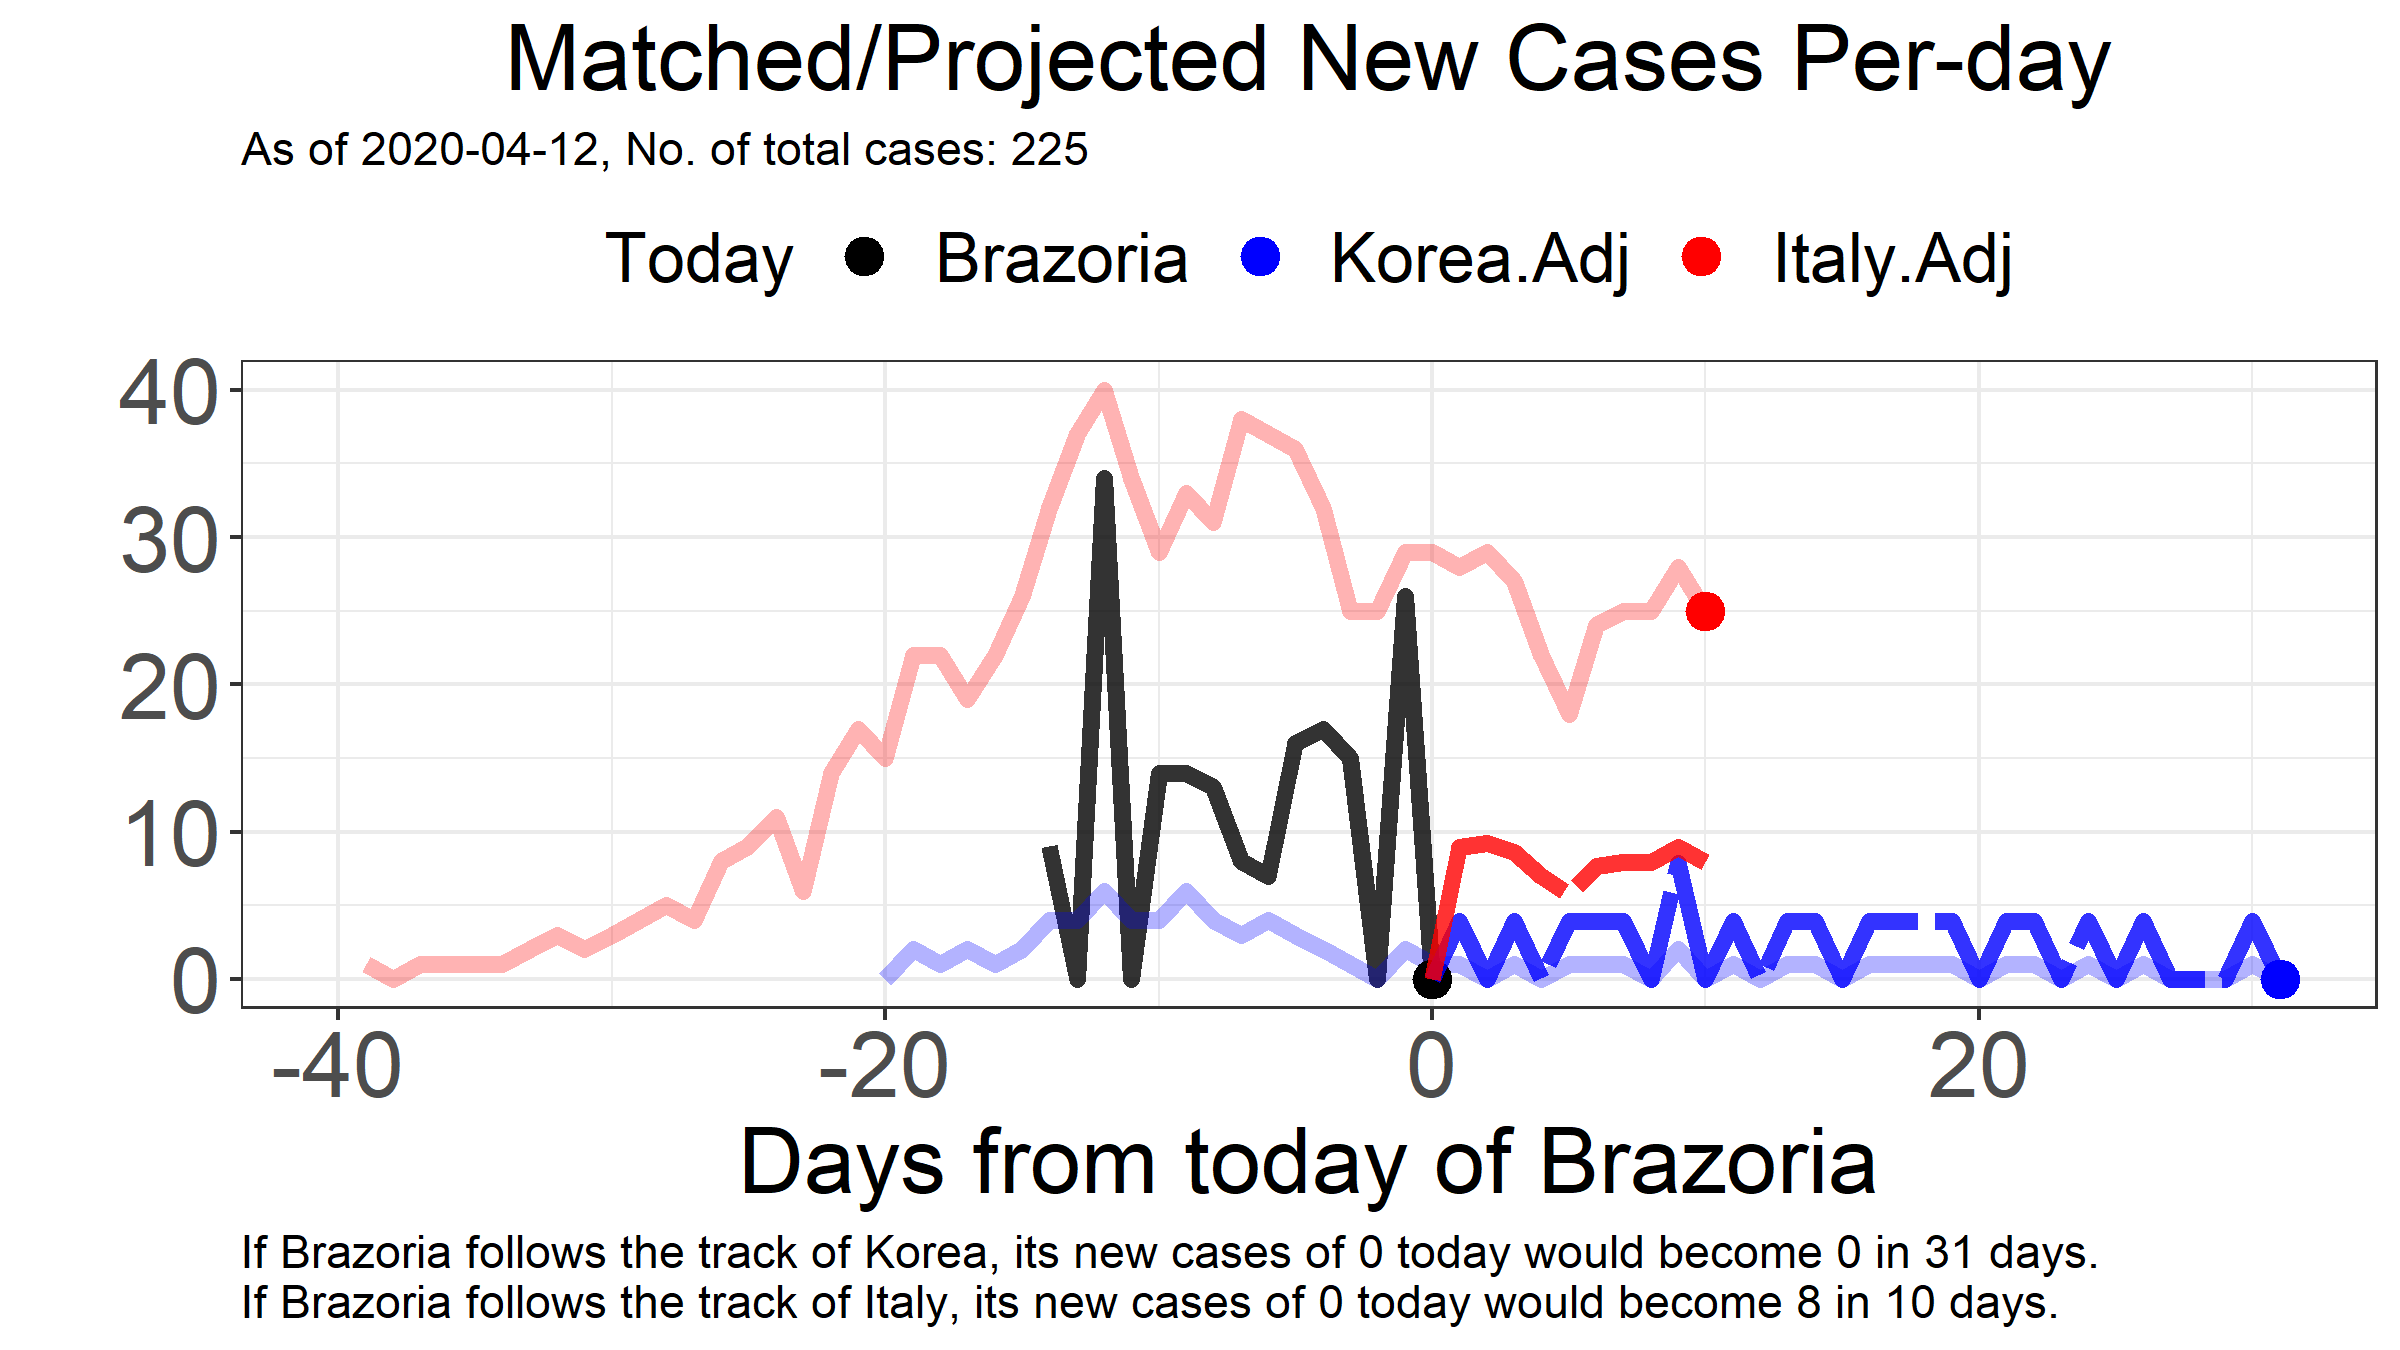 Matched/Projected New Cases Per-day
As of 2020-04-12, No. of total cases: 225
Today Brazoria Korea.Adj Italy.Adj
40
30
20
10
0
-40 -20 0 20
Days from today of Brazoria
If Brazoria follows the track of Korea, its new cases of 0 today would become 0 in 31 days.
If Brazoria follows the track of Italy, its new cases of 0 today would become 8 in 10 days.